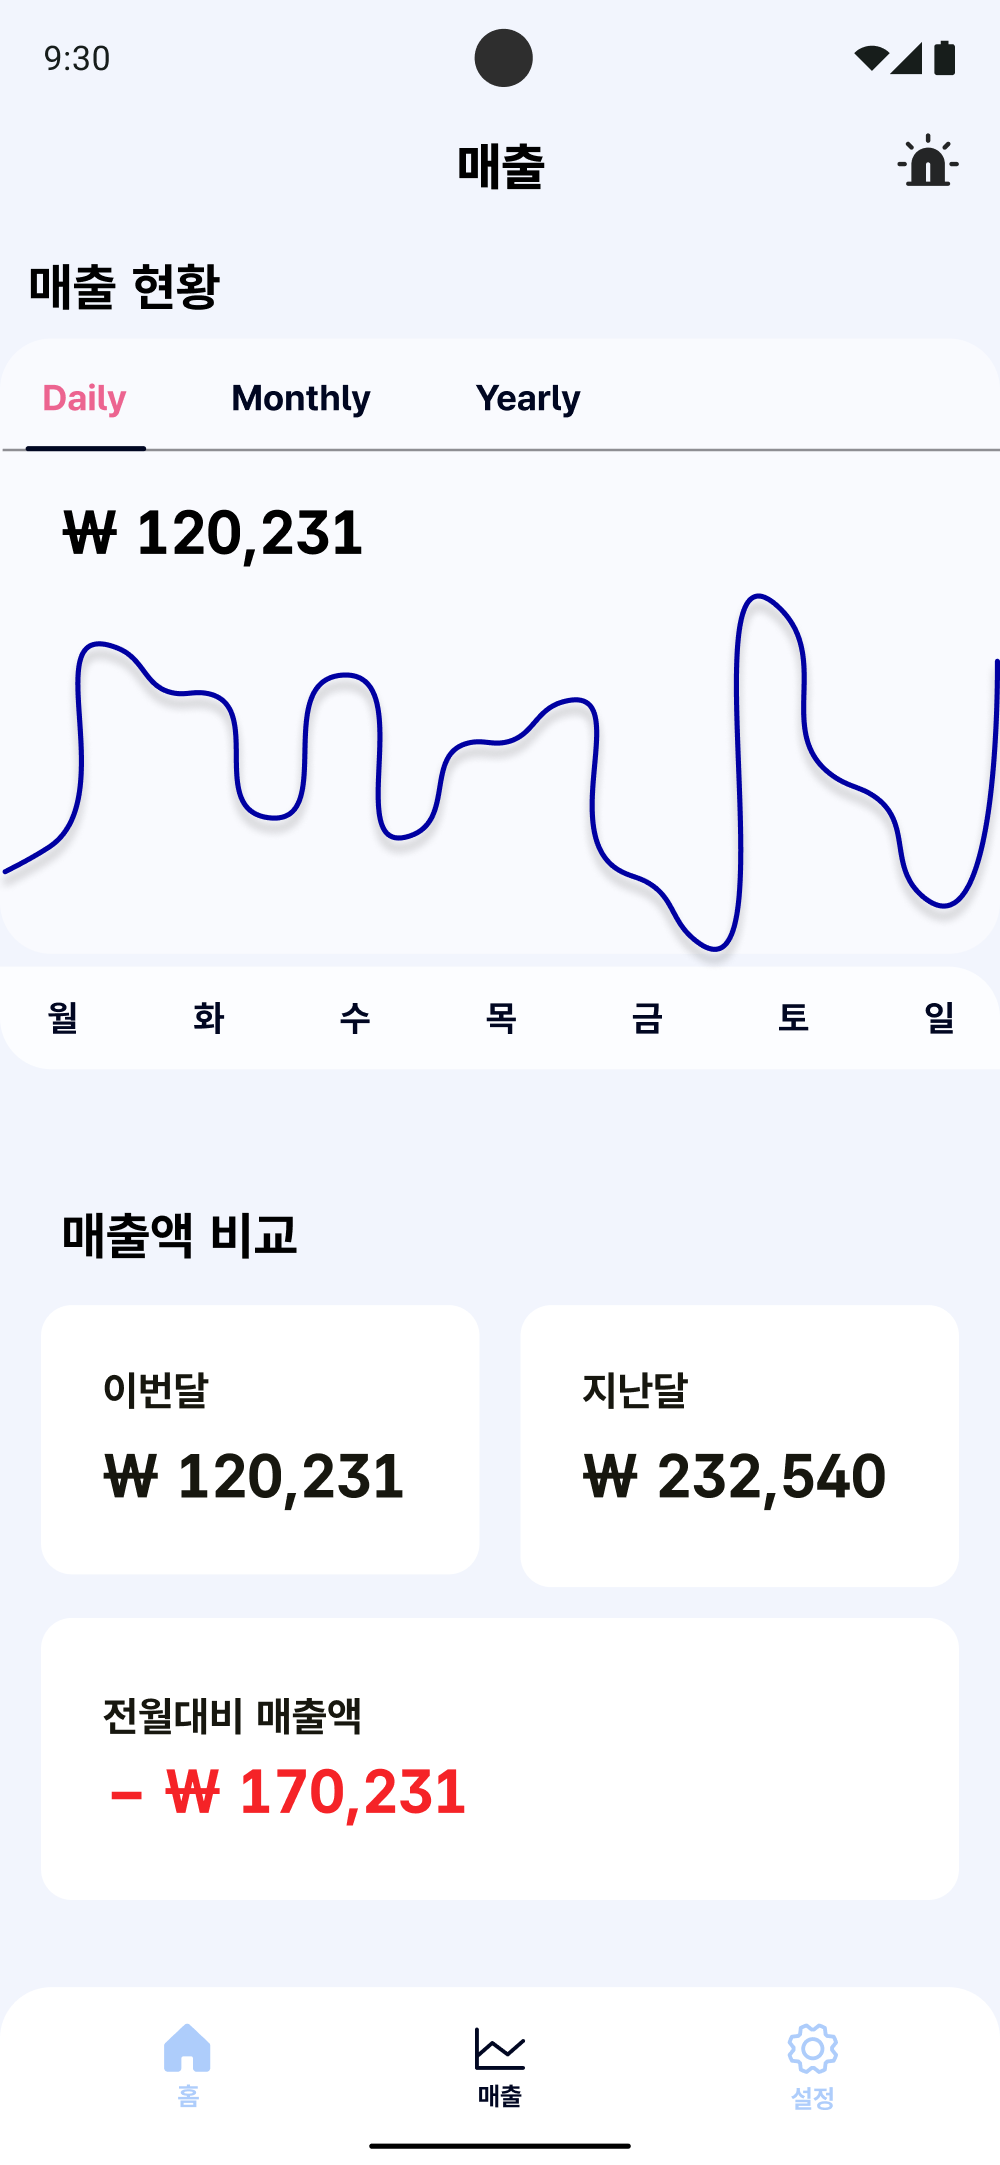 9:30
매출
매출 현황
Daily Monthly Yearly
₩ 120,231
월 화 수 목 금 토 일
매출액 비교
이번달
₩ 120,231
지난달
₩ 232,540
전월대비 매출액
- ₩ 170,231
홈 매출 설정